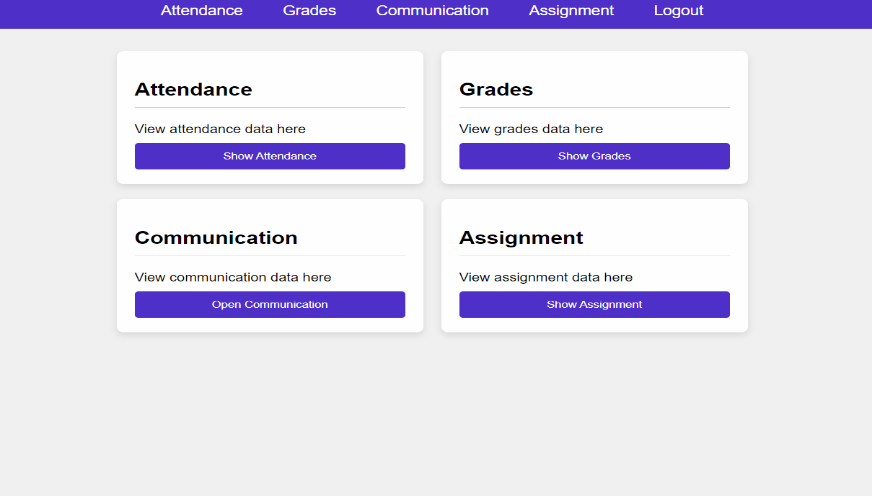 Attendance Grades Communication Assignment Logout
Attendance
View attendance data here
Show Attendance
Grades
View grades data here
Show Grades
Communication
View communication data here
Open Communication
Assignment
View assignment data here
Show Assignment